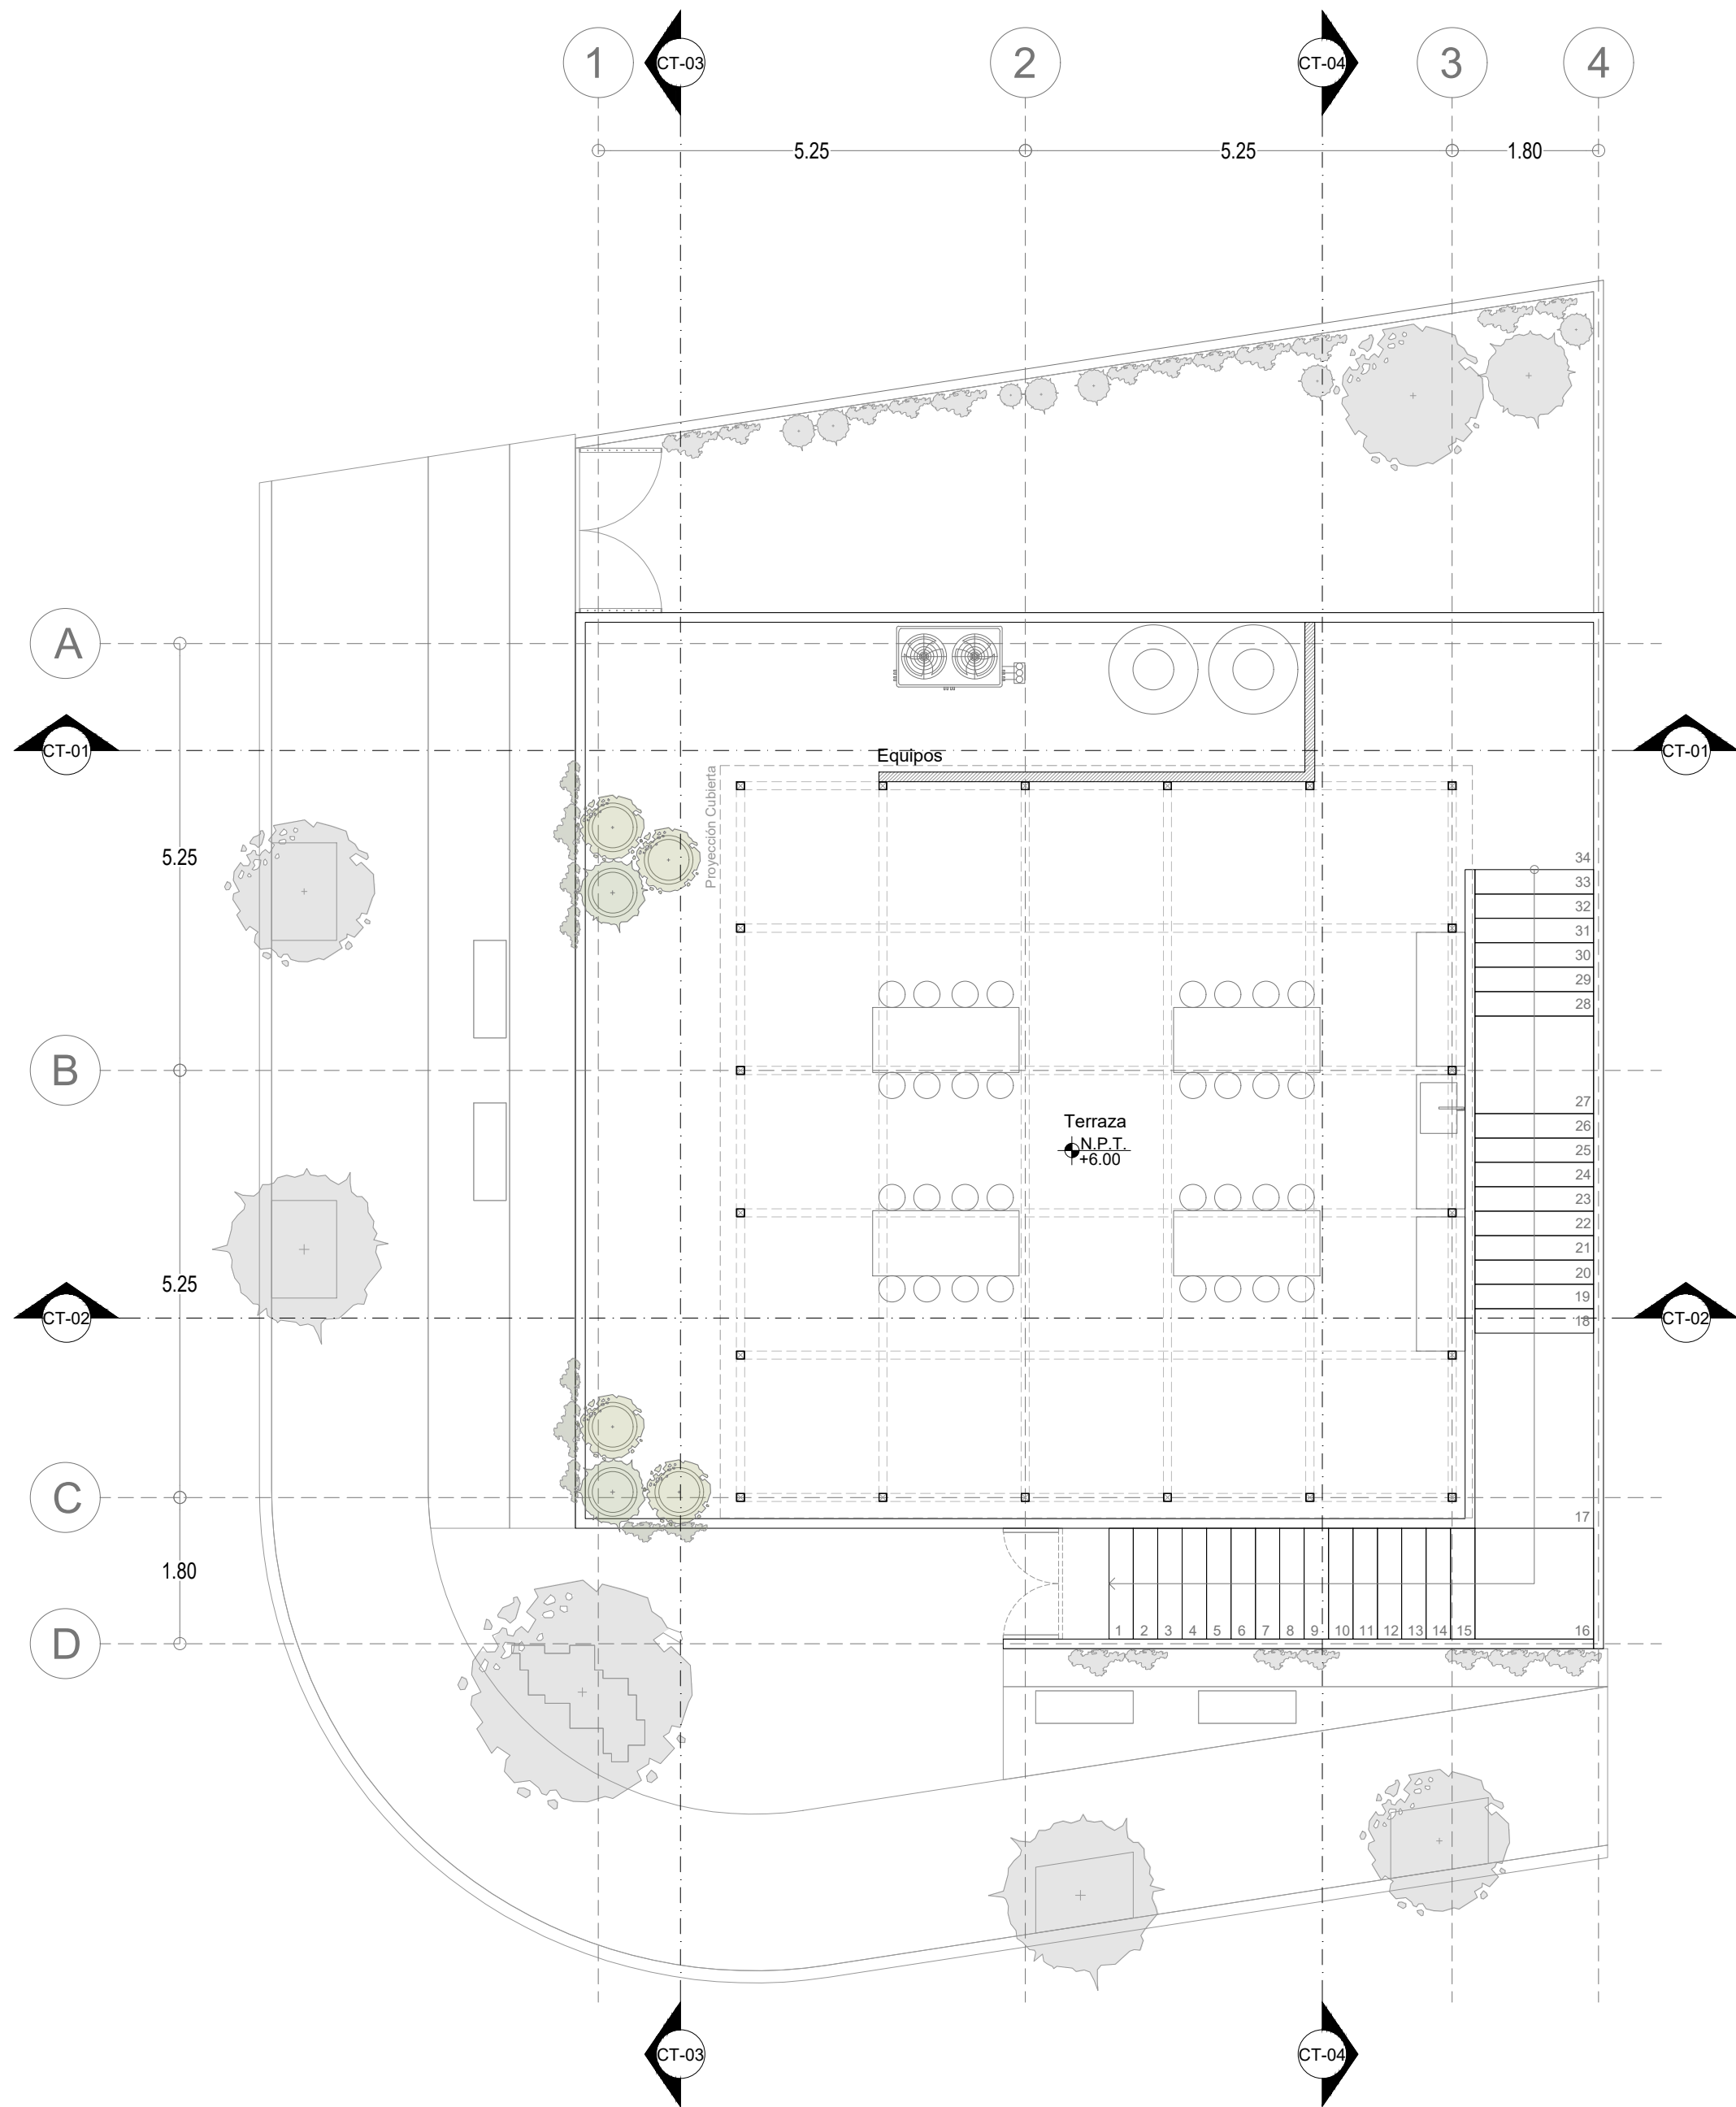 1
CT-03
2
CT-04
3
4
5.25
5.25
1.80
A
CT-01
Equipos
CT-01
Proyección Cubierta
5.25
34
33
32
31
30
29
28
B
27
Terraza
26
N.P.T.
25
+6.00
24
23
22
21
5.25
20
19
CT-02
18
CT-02
C
17
1.80
D
1 2 3 4 5 6 7 8 9 10 11 12 13 14 15 16
CT-03
CT-04